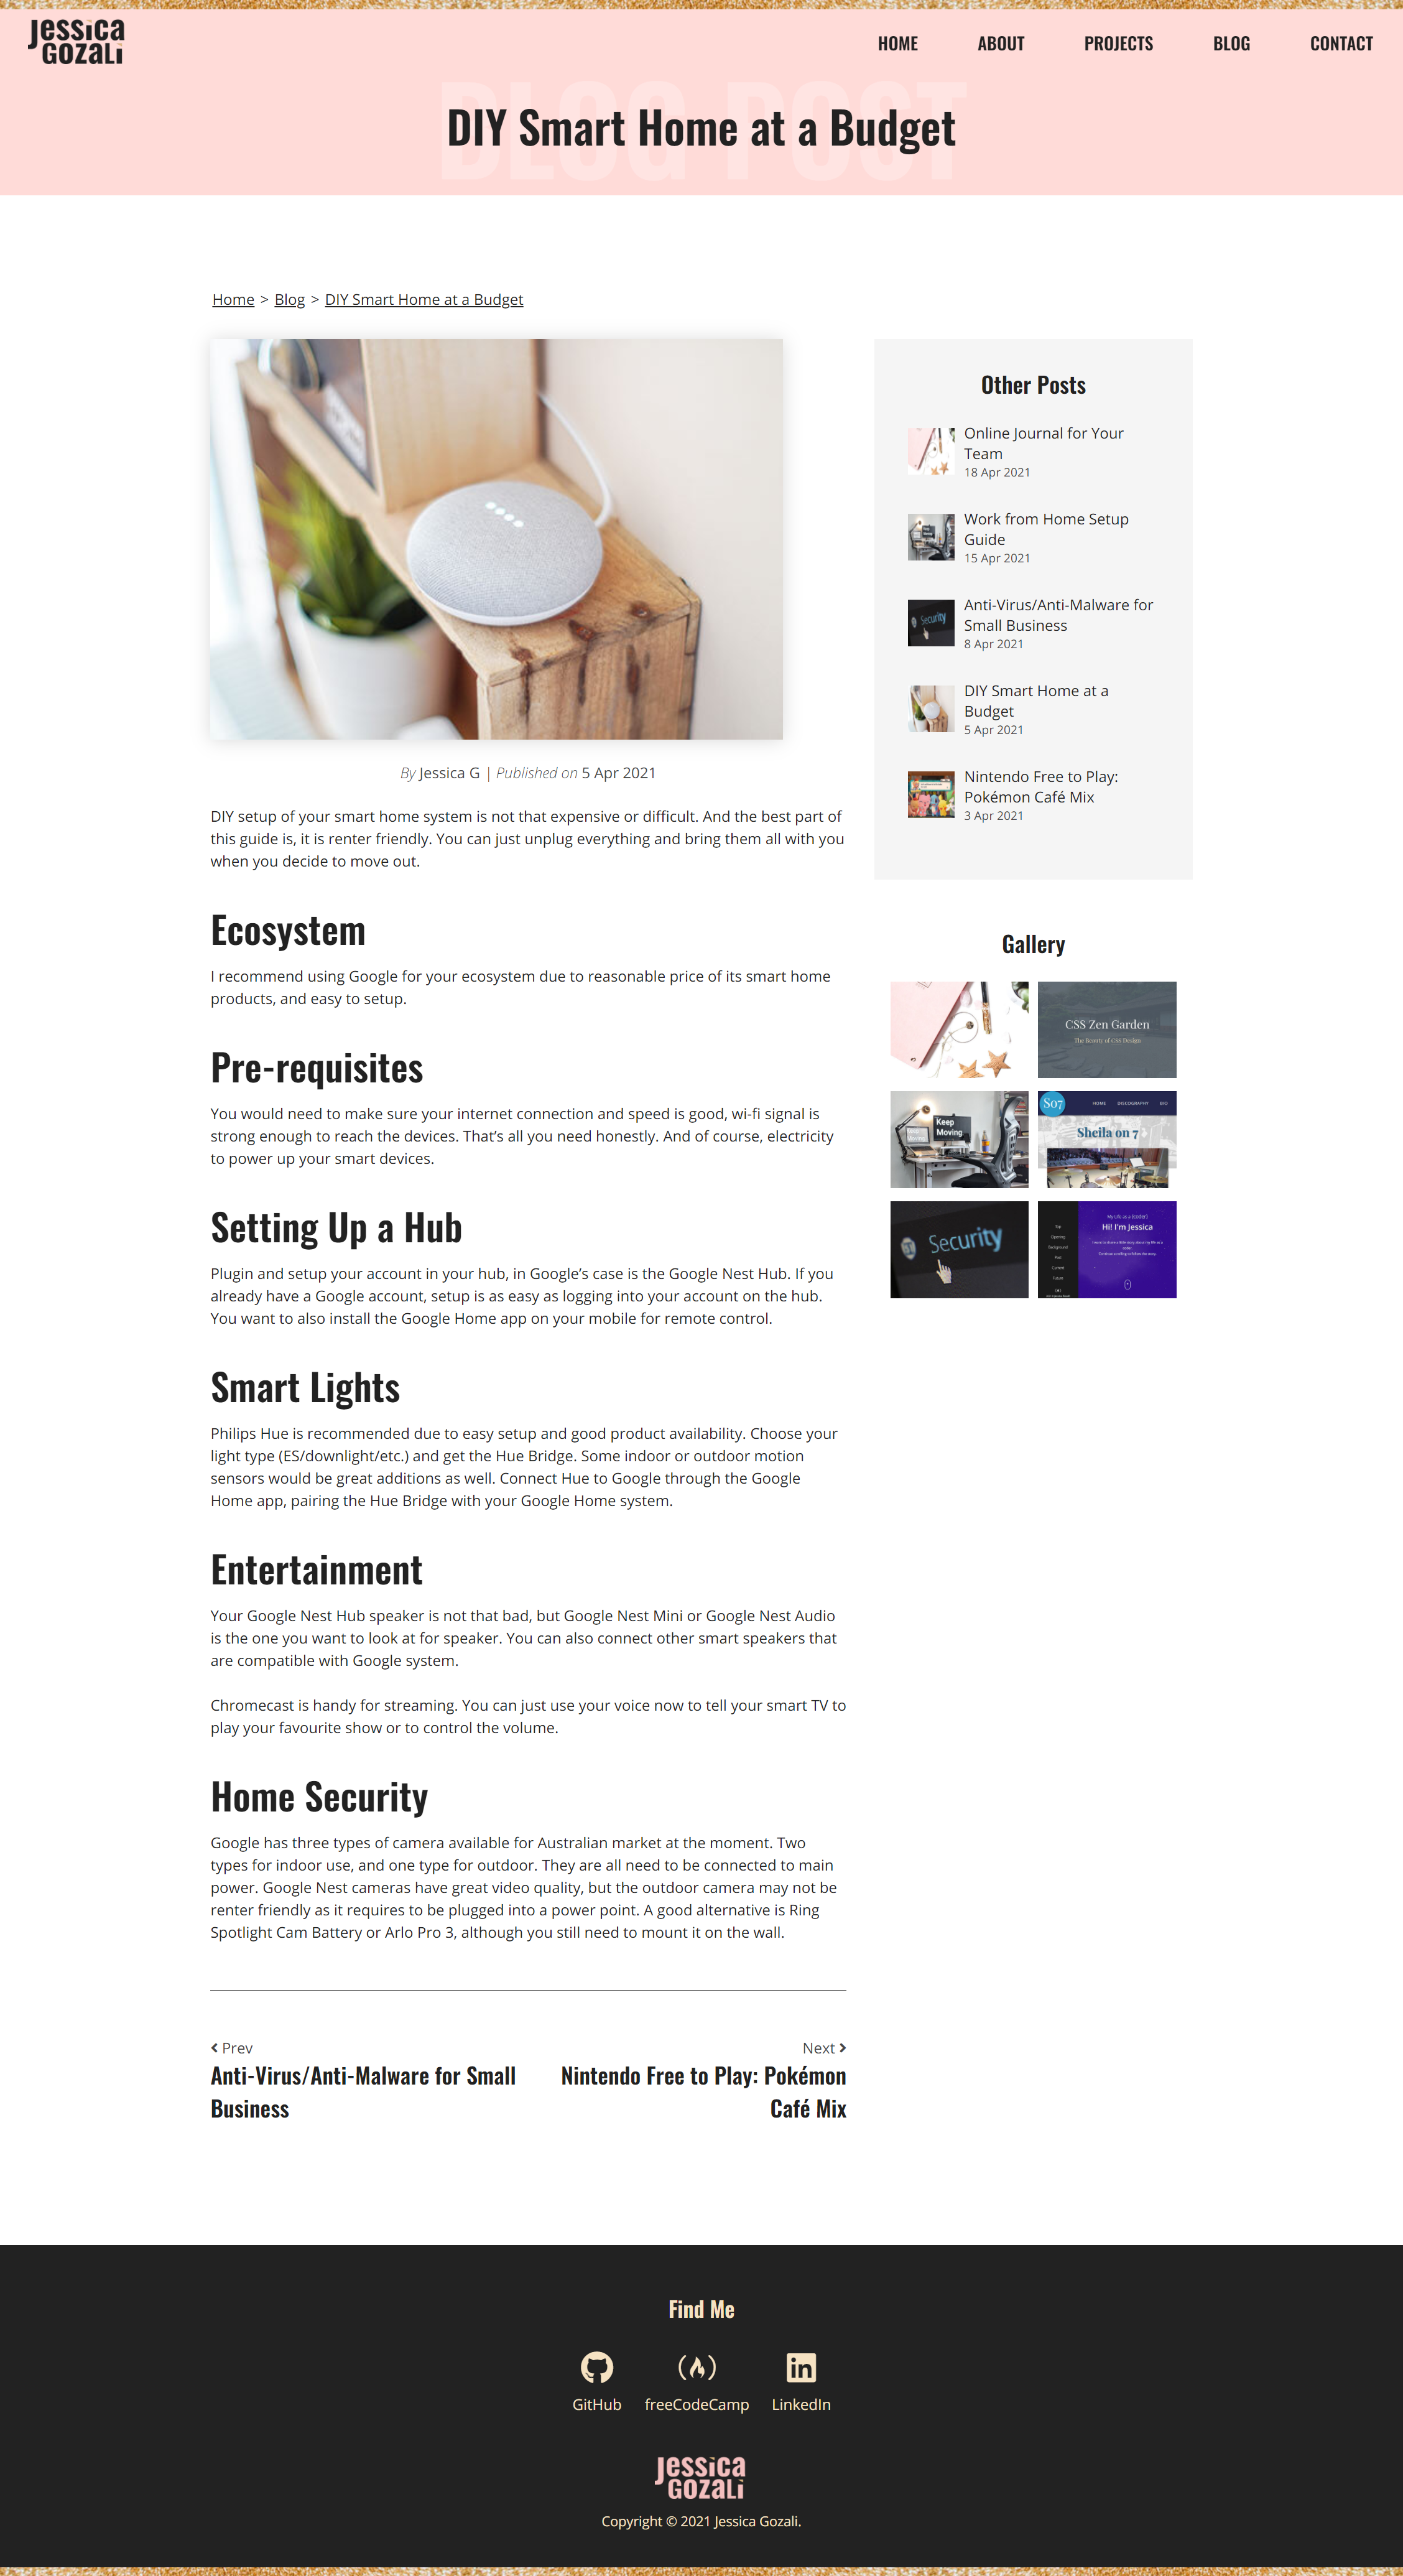 Jessica
Gozali
HOME
ABOUT
PROJECTS
BLOG
CONTACT
BLOG POST
DIY Smart Home at a Budget
Home > Blog > DIY Smart Home at a Budget
By Jessica G | Published on 5 Apr 2021
DIY setup of your smart home system is not that expensive or difficult. And the best part of
this guide is, it is renter friendly. You can just unplug everything and bring them all with you
when you decide to move out.
Ecosystem
I recommend using Google for your ecosystem due to reasonable price of its smart home
products, and easy to setup.
Pre-requisites
You would need to make sure your internet connection and speed is good, wi-fi signal is
strong enough to reach the devices. That’s all you need honestly. And of course, electricity
to power up your smart devices.
Setting Up a Hub
Plugin and setup your account in your hub, in Google’s case is the Google Nest Hub. If you
already have a Google account, setup is as easy as logging into your account on the hub.
You want to also install the Google Home app on your mobile for remote control.
Smart Lights
Philips Hue is recommended due to easy setup and good product availability. Choose your
light type (ES/downlight/etc.) and get the Hue Bridge. Some indoor or outdoor motion
sensors would be great additions as well. Connect Hue to Google through the Google
Home app, pairing the Hue Bridge with your Google Home system.
Entertainment
Your Google Nest Hub speaker is not that bad, but Google Nest Mini or Google Nest Audio
is the one you want to look at for speaker. You can also connect other smart speakers that
are compatible with Google system.
Chromecast is handy for streaming. You can just use your voice now to tell your smart TV to
play your favourite show or to control the volume.
Home Security
Google has three types of camera available for Australian market at the moment. Two
types for indoor use, and one type for outdoor. They are all need to be connected to main
power. Google Nest cameras have great video quality, but the outdoor camera may not be
renter friendly as it requires to be plugged into a power point. A good alternative is Ring
Spotlight Cam Battery or Arlo Pro 3, although you still need to mount it on the wall.
Prev
Anti-Virus/Anti-Malware for Small
Business
Next
Nintendo Free to Play: Pokémon
Café Mix
Other Posts
Online Journal for Your
Team
18 Apr 2021
Work from Home Setup
Guide
15 Apr 2021
Security
Anti-Virus/Anti-Malware for
Small Business
8 Apr 2021
DIY Smart Home at a
Budget
5 Apr 2021
Nintendo Free to Play:
Pokémon Café Mix
3 Apr 2021
Gallery
CSS Zen Garden
The Beauty of CSS Design
Keep
Moving
So7
HOME DISCOGRAPHY BIO
Sheila on 7
Security
Top
Opening
Background
Past
Current
Future
My Life as a {coder}
Hi! I'm Jessica
Find Me
GitHub
freeCodeCamp
LinkedIn
Jessica
Gozali
Copyright © 2021 Jessica Gozali.